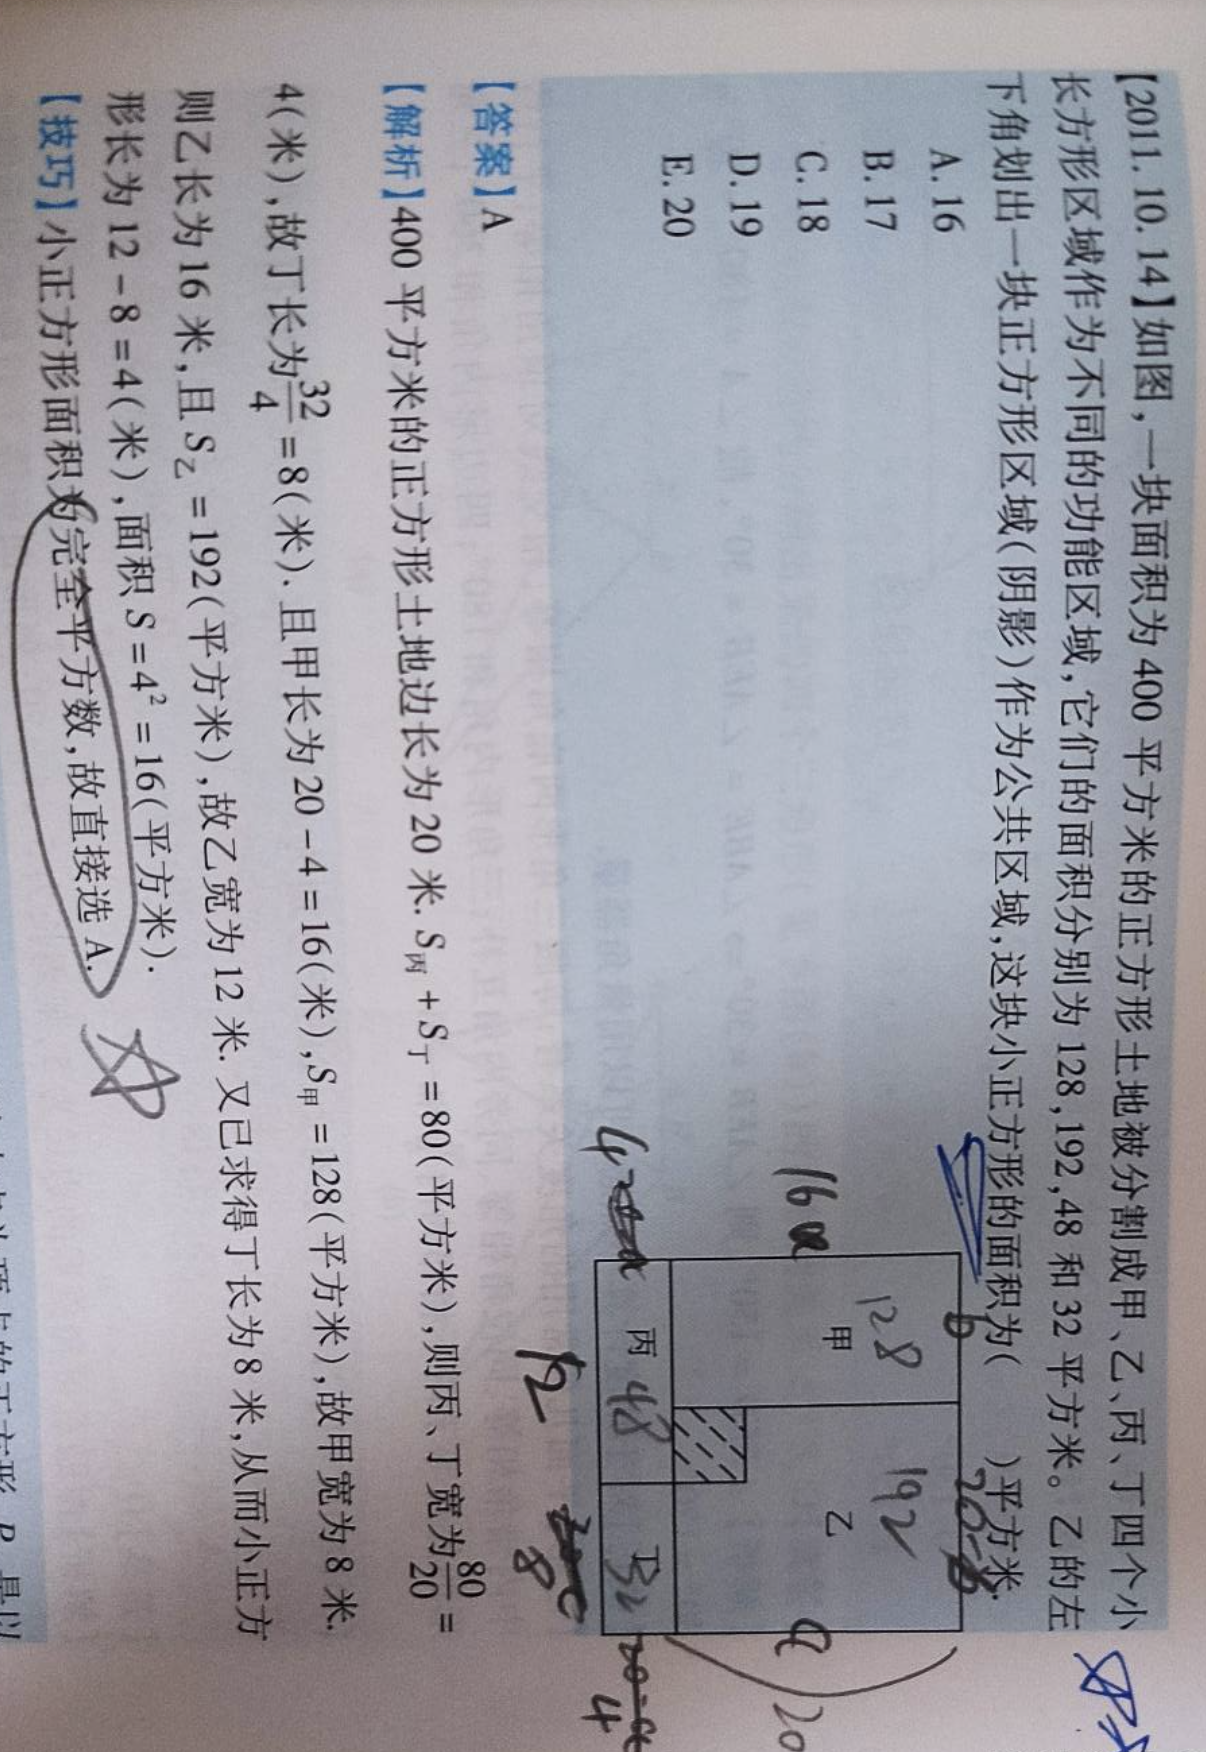 【2011.10.14】如图,一块面积为 400 平方米的正方形土地被分割成甲、乙、丙、丁四个小
长方形区域作为不同的功能区域,它们的面积分别为 128,192,48 和 32 平方米。乙的左
下角划出一块正方形区域(阴影)作为公共区域,这块小正方形的面积为(  )平方米.
A. 16
B. 17
C. 18
D. 19
E. 20
b
128
192
甲
乙
16
a
20
丙
48
丁
32
4
12
8
4
【答案】A
【解析】400 平方米的正方形土地边长为 20 米. S丙 + S丁 = 80(平方米),则丙、丁宽为 80/20 =
4(米),故丁长为 32/4 = 8(米). 且甲长为 20 - 4 = 16(米),S甲 = 128(平方米),故甲宽为 8 米.
则乙长为 16 米,且 S乙 = 192(平方米),故乙宽为 12 米. 又已求得丁长为 8 米,从而小正方
形长为 12 - 8 = 4(米),面积 S = 4² = 16(平方米).
【技巧】小正方形面积为完全平方数,故直接选 A.